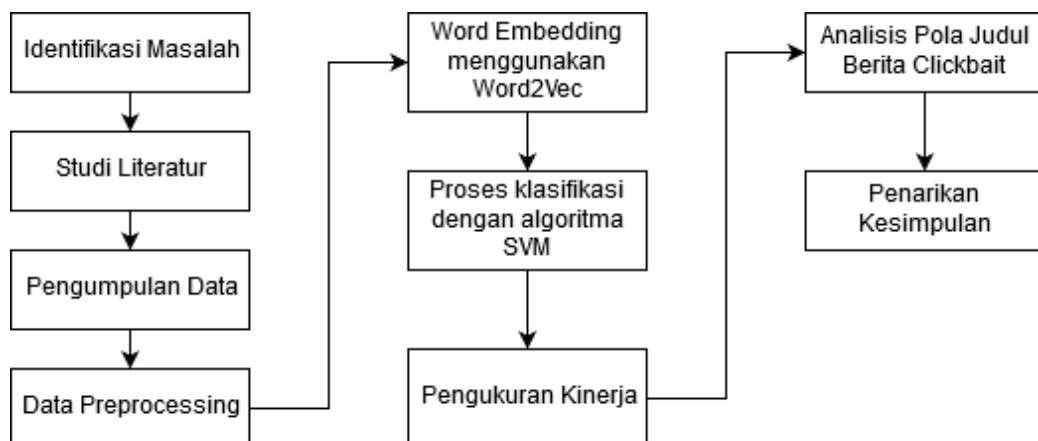 Identifikasi Masalah
Studi Literatur
Pengumpulan Data
Data Preprocessing
Word Embedding
menggunakan
Word2Vec
Proses klasifikasi
dengan algoritma
SVM
Pengukuran Kinerja
Analisis Pola Judul
Berita Clickbait
Penarikan
Kesimpulan